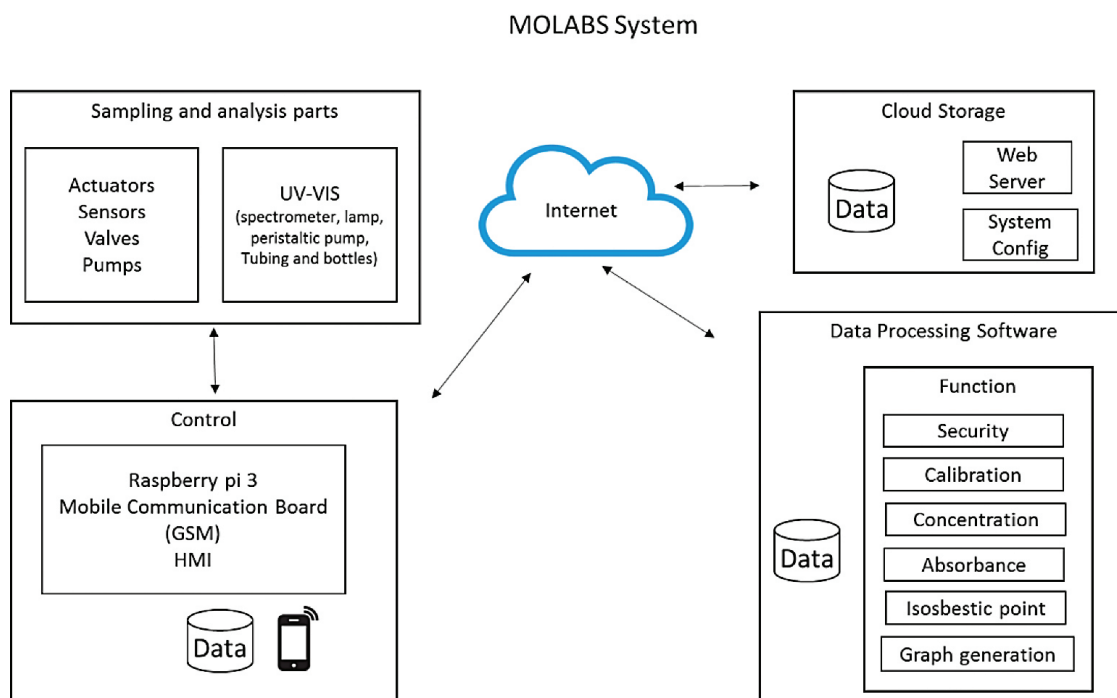 MOLABS System
Sampling and analysis parts
Actuators
Sensors
Valves
Pumps
UV-VIS
(spectrometer, lamp,
peristaltic pump,
Tubing and bottles)
Internet
Cloud Storage
Data
Web
Server
System
Config
Control
Raspberry pi 3
Mobile Communication Board
(GSM)
HMI
Data
Data Processing Software
Data
Function
Security
Calibration
Concentration
Absorbance
Isosbestic point
Graph generation